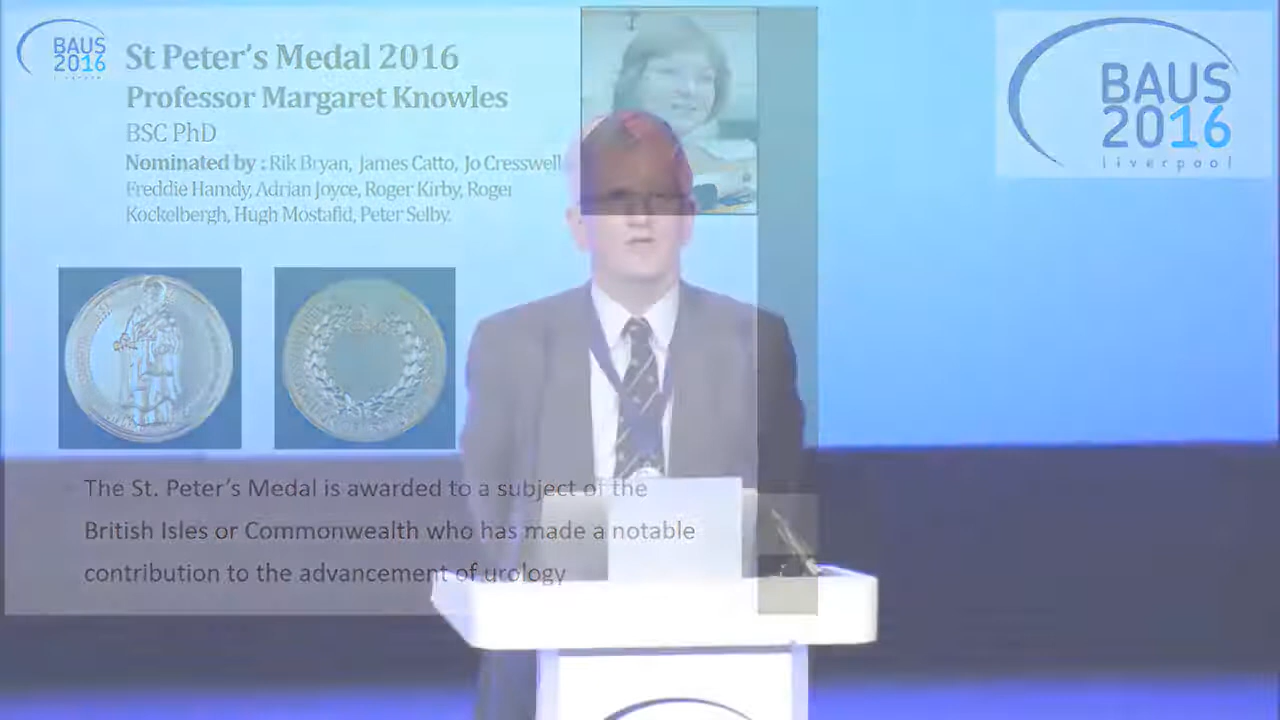 BAUS
2016
liverpool
St Peter's Medal 2016
Professor Margaret Knowles
BSC PhD
Nominated by : Rik Bryan, James Catto, Jo Cresswell
Freddie Hamdy, Adrian Joyce, Roger Kirby, Roger
Kockelbergh, Hugh Mostafid, Peter Selby.
The St. Peter's Medal is awarded to a subject of the
British Isles or Commonwealth who has made a notable
contribution to the advancement of urology
BAUS
2016
liverpool